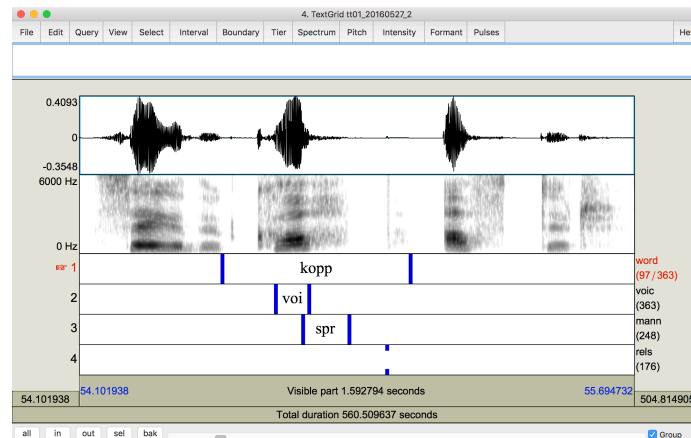 4. TextGrid tt01_20160527_2
File Edit Query View Select Interval Boundary Tier Spectrum Pitch Intensity Formant Pulses He
0.4093
0
-0.3548
6000 Hz
0 Hz
1 kopp word
(97/363)
2 voi voic
(363)
3 spr mann
(248)
4 rels
(176)
54.101938 Visible part 1.592794 seconds 55.694732
54.101938 504.814905
Total duration 560.509637 seconds
all in out sel bak Group